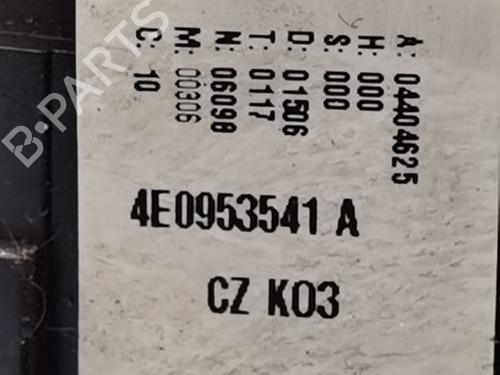 A: 04404625
H: 000
S: 000
D: 01506
T: 0117
N: 06098
M: 00306
C: 10
4E0953541 A
CZ K03
B-PARTS